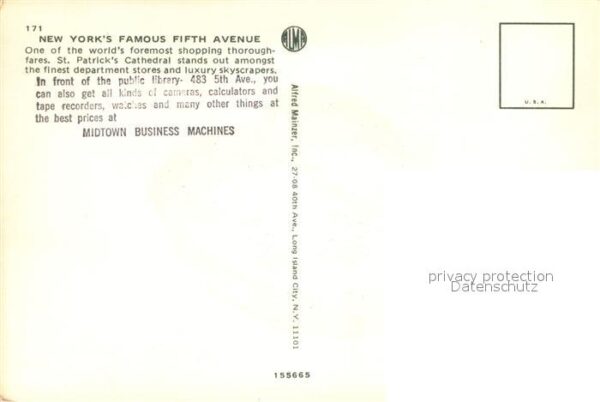 171
NEW YORK'S FAMOUS FIFTH AVENUE
One of the world's foremost shopping thorough-
fares. St. Patrick's Cathedral stands out amongst
the finest department stores and luxury skyscrapers.
In front of the public library- 483 5th Ave., you
can also get all kinds of cameras, calculators and
tape recorders, watches and many other things at
the best prices at
MIDTOWN BUSINESS MACHINES
ALMA
Alfred Mainzer, Inc., 27-08 40th Ave., Long Island City, N.Y. 11101
155665
U.S.A.
privacy protection
Datenschutz